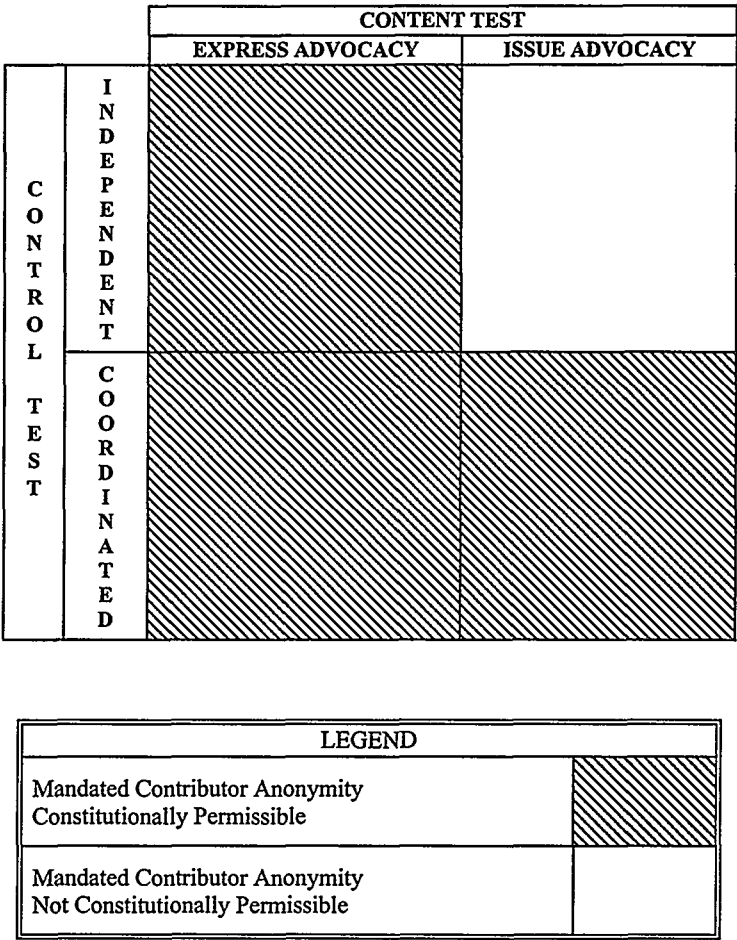 CONTENT TEST
EXPRESS ADVOCACY
ISSUE ADVOCACY
CONTROL TEST
INDEPENDENT
COORDINATED
LEGEND
Mandated Contributor Anonymity
Constitutionally Permissible
Mandated Contributor Anonymity
Not Constitutionally Permissible